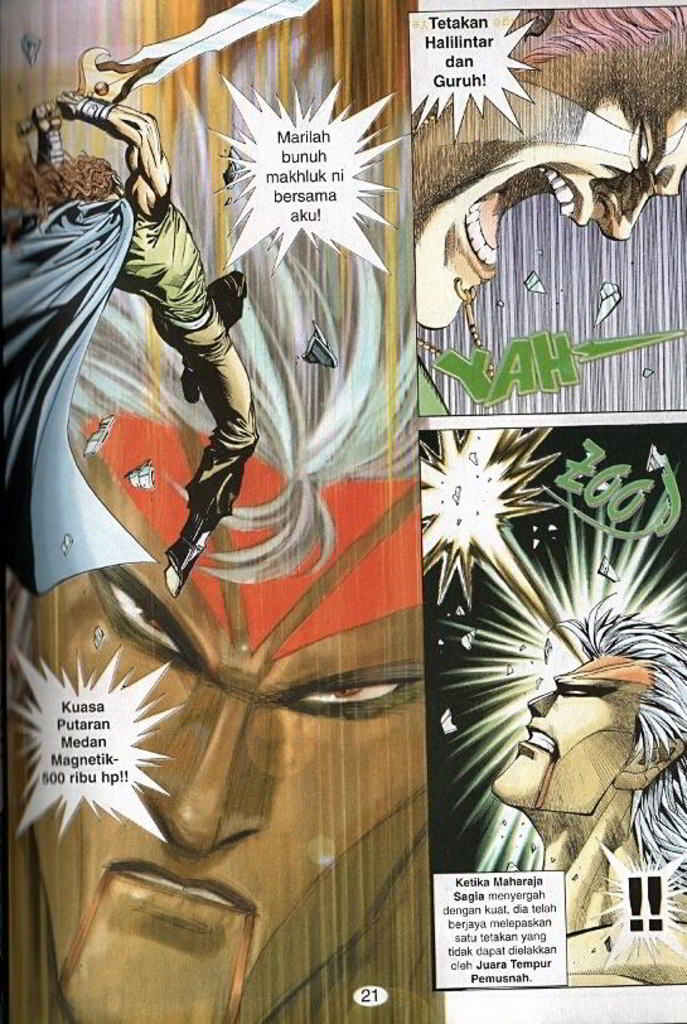 Marilah
bunuh
makhluk ni
bersama
aku!
Kuasa
Putaran
Medan
Magnetik-
500 ribu hp!!
Tetakan
Halilintar
dan
Guruh!
YAH
ZOOO
Ketika Maharaja
Sagia menyergah
dengan kuat, dia telah
berjaya melepaskan
satu tetakan yang
tidak dapat dielakkan
oleh Juara Tempur
Pemusnah.
!!
21